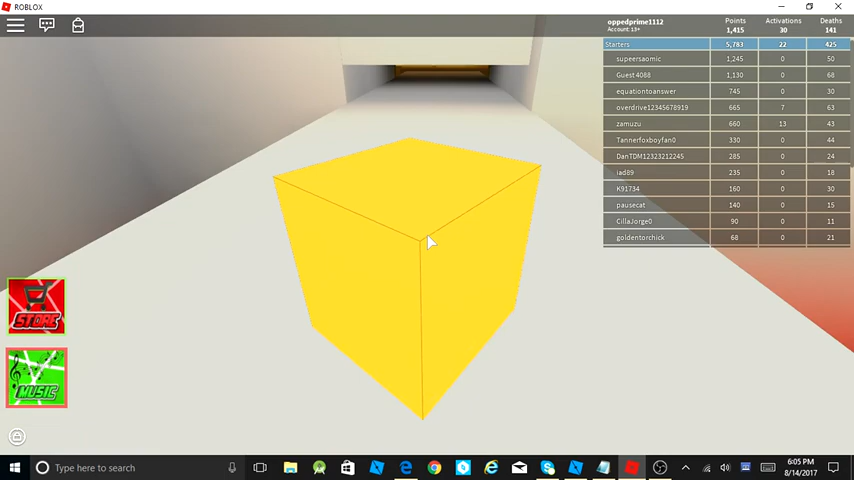 ROBLOX
oppedprime1112 Points Activations Deaths
Account: 13+ 1,415 30 141
Starters 5,783 22 425
supeersaomic 1,245 0 50
Guest 4088 1,130 0 68
equationtoanswer 745 0 30
overdrive12345678919 665 7 63
zamuzu 660 13 43
Tannerfoxboyfan0 330 0 44
DanTDM12323212245 285 0 24
iad89 235 0 18
K91734 160 0 30
pausecat 140 0 15
CillaJorge0 90 0 11
goldentorchick 68 0 21
STORE
MUSIC
Type here to search
6:05 PM
8/14/2017